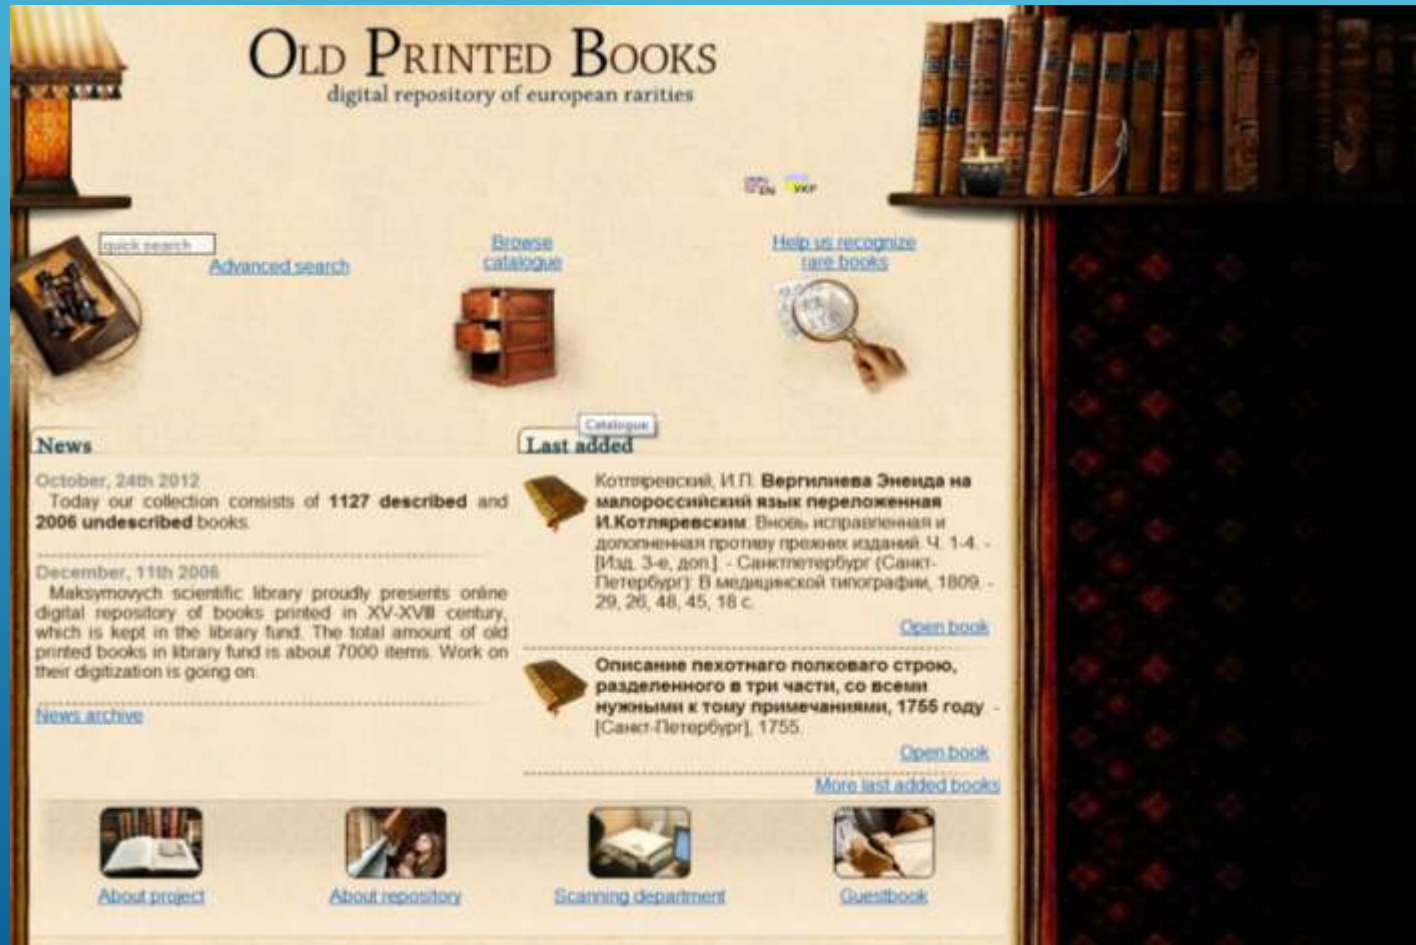 OLD PRINTED BOOKS
digital repository of european rarities
EN УКР
quick search
Advanced search
Browse
catalogue
Help us recognize
rare books
Catalogue
News
October, 24th 2012
Today our collection consists of 1127 described and
2006 undescribed books.
December, 11th 2006
Maksymovych scientific library proudly presents online
digital repository of books printed in XV-XVIII century,
which is kept in the library fund. The total amount of old
printed books in library fund is about 7000 items. Work on
their digitization is going on.
News archive
Last added
Котляревский, И.П. Вергилиева Энеида на
малороссийский язык переложенная
И.Котляревским. Вновь исправленная и
дополненная противу прежних изданий. Ч. 1-4. -
[Изд. 3-е, доп.]. - Санктпетербург (Санкт-
Петербург): В медицинской типографии, 1809. -
29, 26, 48, 45, 18 с.
Open book
Описание пехотнаго полковаго строю,
разделенного в три части, со всеми
нужными к тому примечаниями, 1755 году. -
[Санкт-Петербург], 1755.
Open book
More last added books
About project
About repository
Scanning department
Guestbook